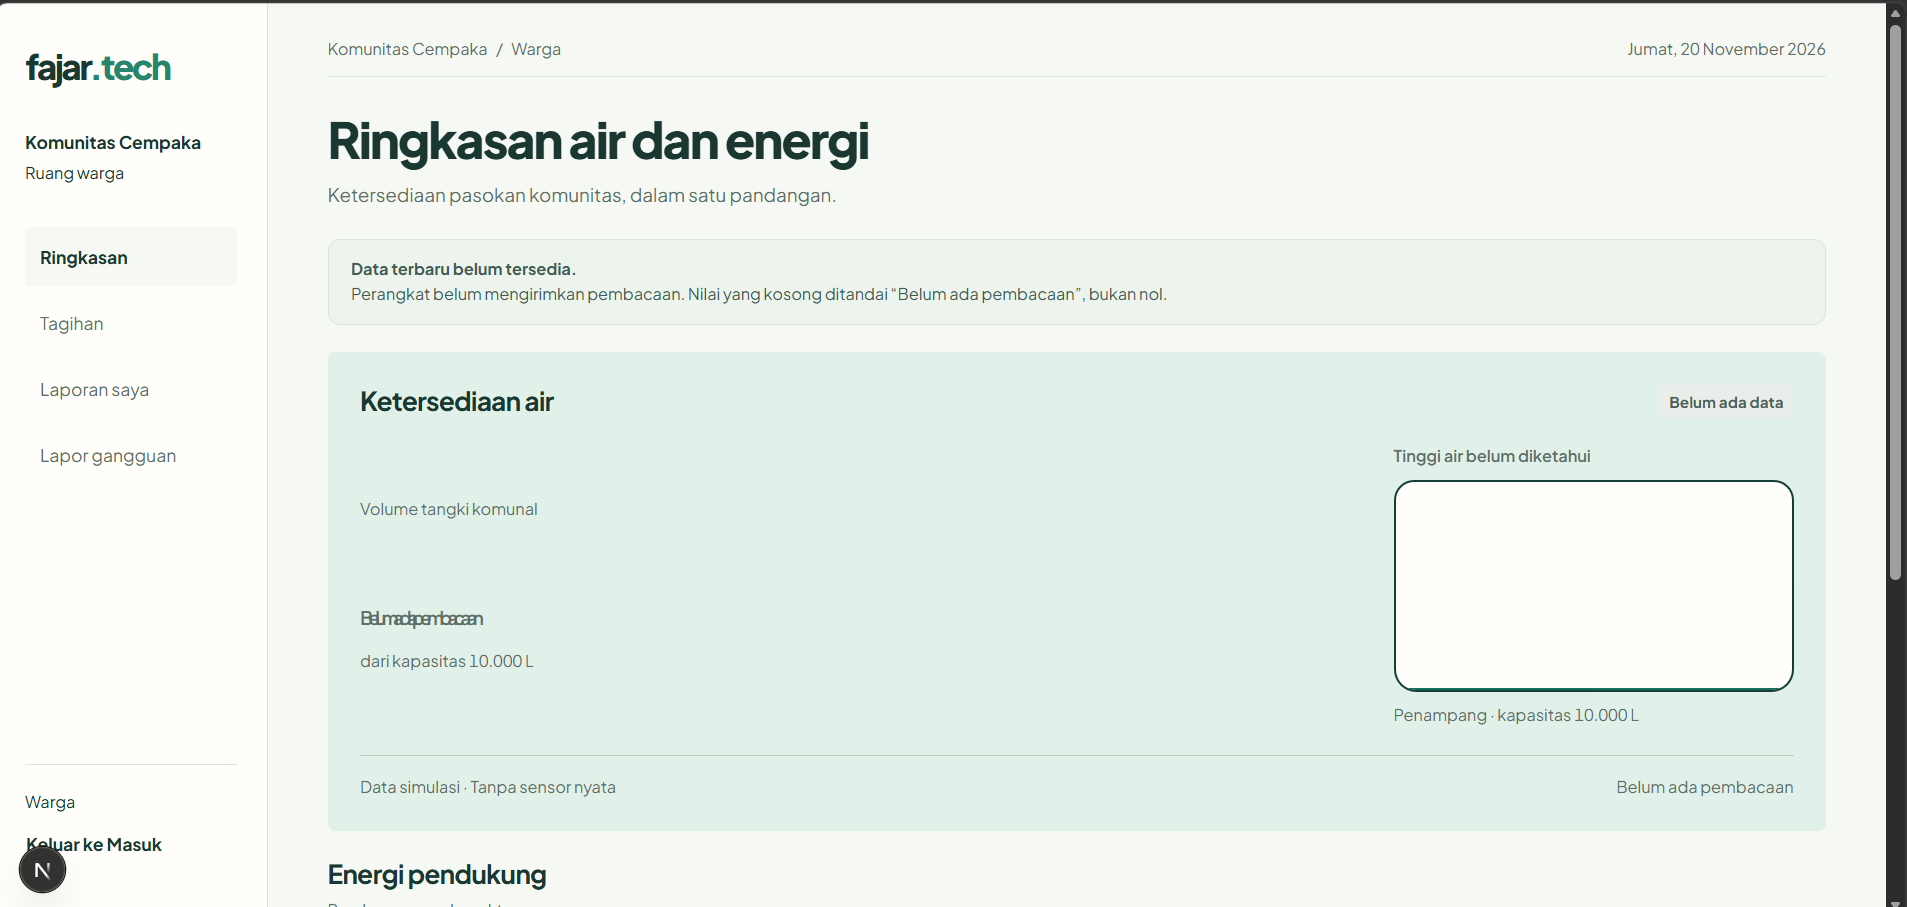 fajar.tech
Komunitas Cempaka
Ruang warga
Ringkasan
Tagihan
Laporan saya
Lapor gangguan
Warga
Keluar ke Masuk
N
Komunitas Cempaka / Warga
Jumat, 20 November 2026
Ringkasan air dan energi
Ketersediaan pasokan komunitas, dalam satu pandangan.
Data terbaru belum tersedia.
Perangkat belum mengirimkan pembacaan. Nilai yang kosong ditandai “Belum ada pembacaan”, bukan nol.
Ketersediaan air
Belum ada data
Volume tangki komunal
Belum ada pembacaan
dari kapasitas 10.000 L
Tinggi air belum diketahui
Penampang · kapasitas 10.000 L
Data simulasi · Tanpa sensor nyata
Belum ada pembacaan
Energi pendukung